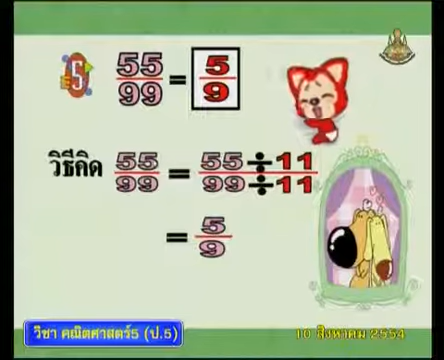 5
55/99 = 5/9
วิธีคิด 55/99 = 55÷11/99÷11
= 5/9
วิชา คณิตศาสตร์5 (ป.5)
10 สิงหาคม 2554